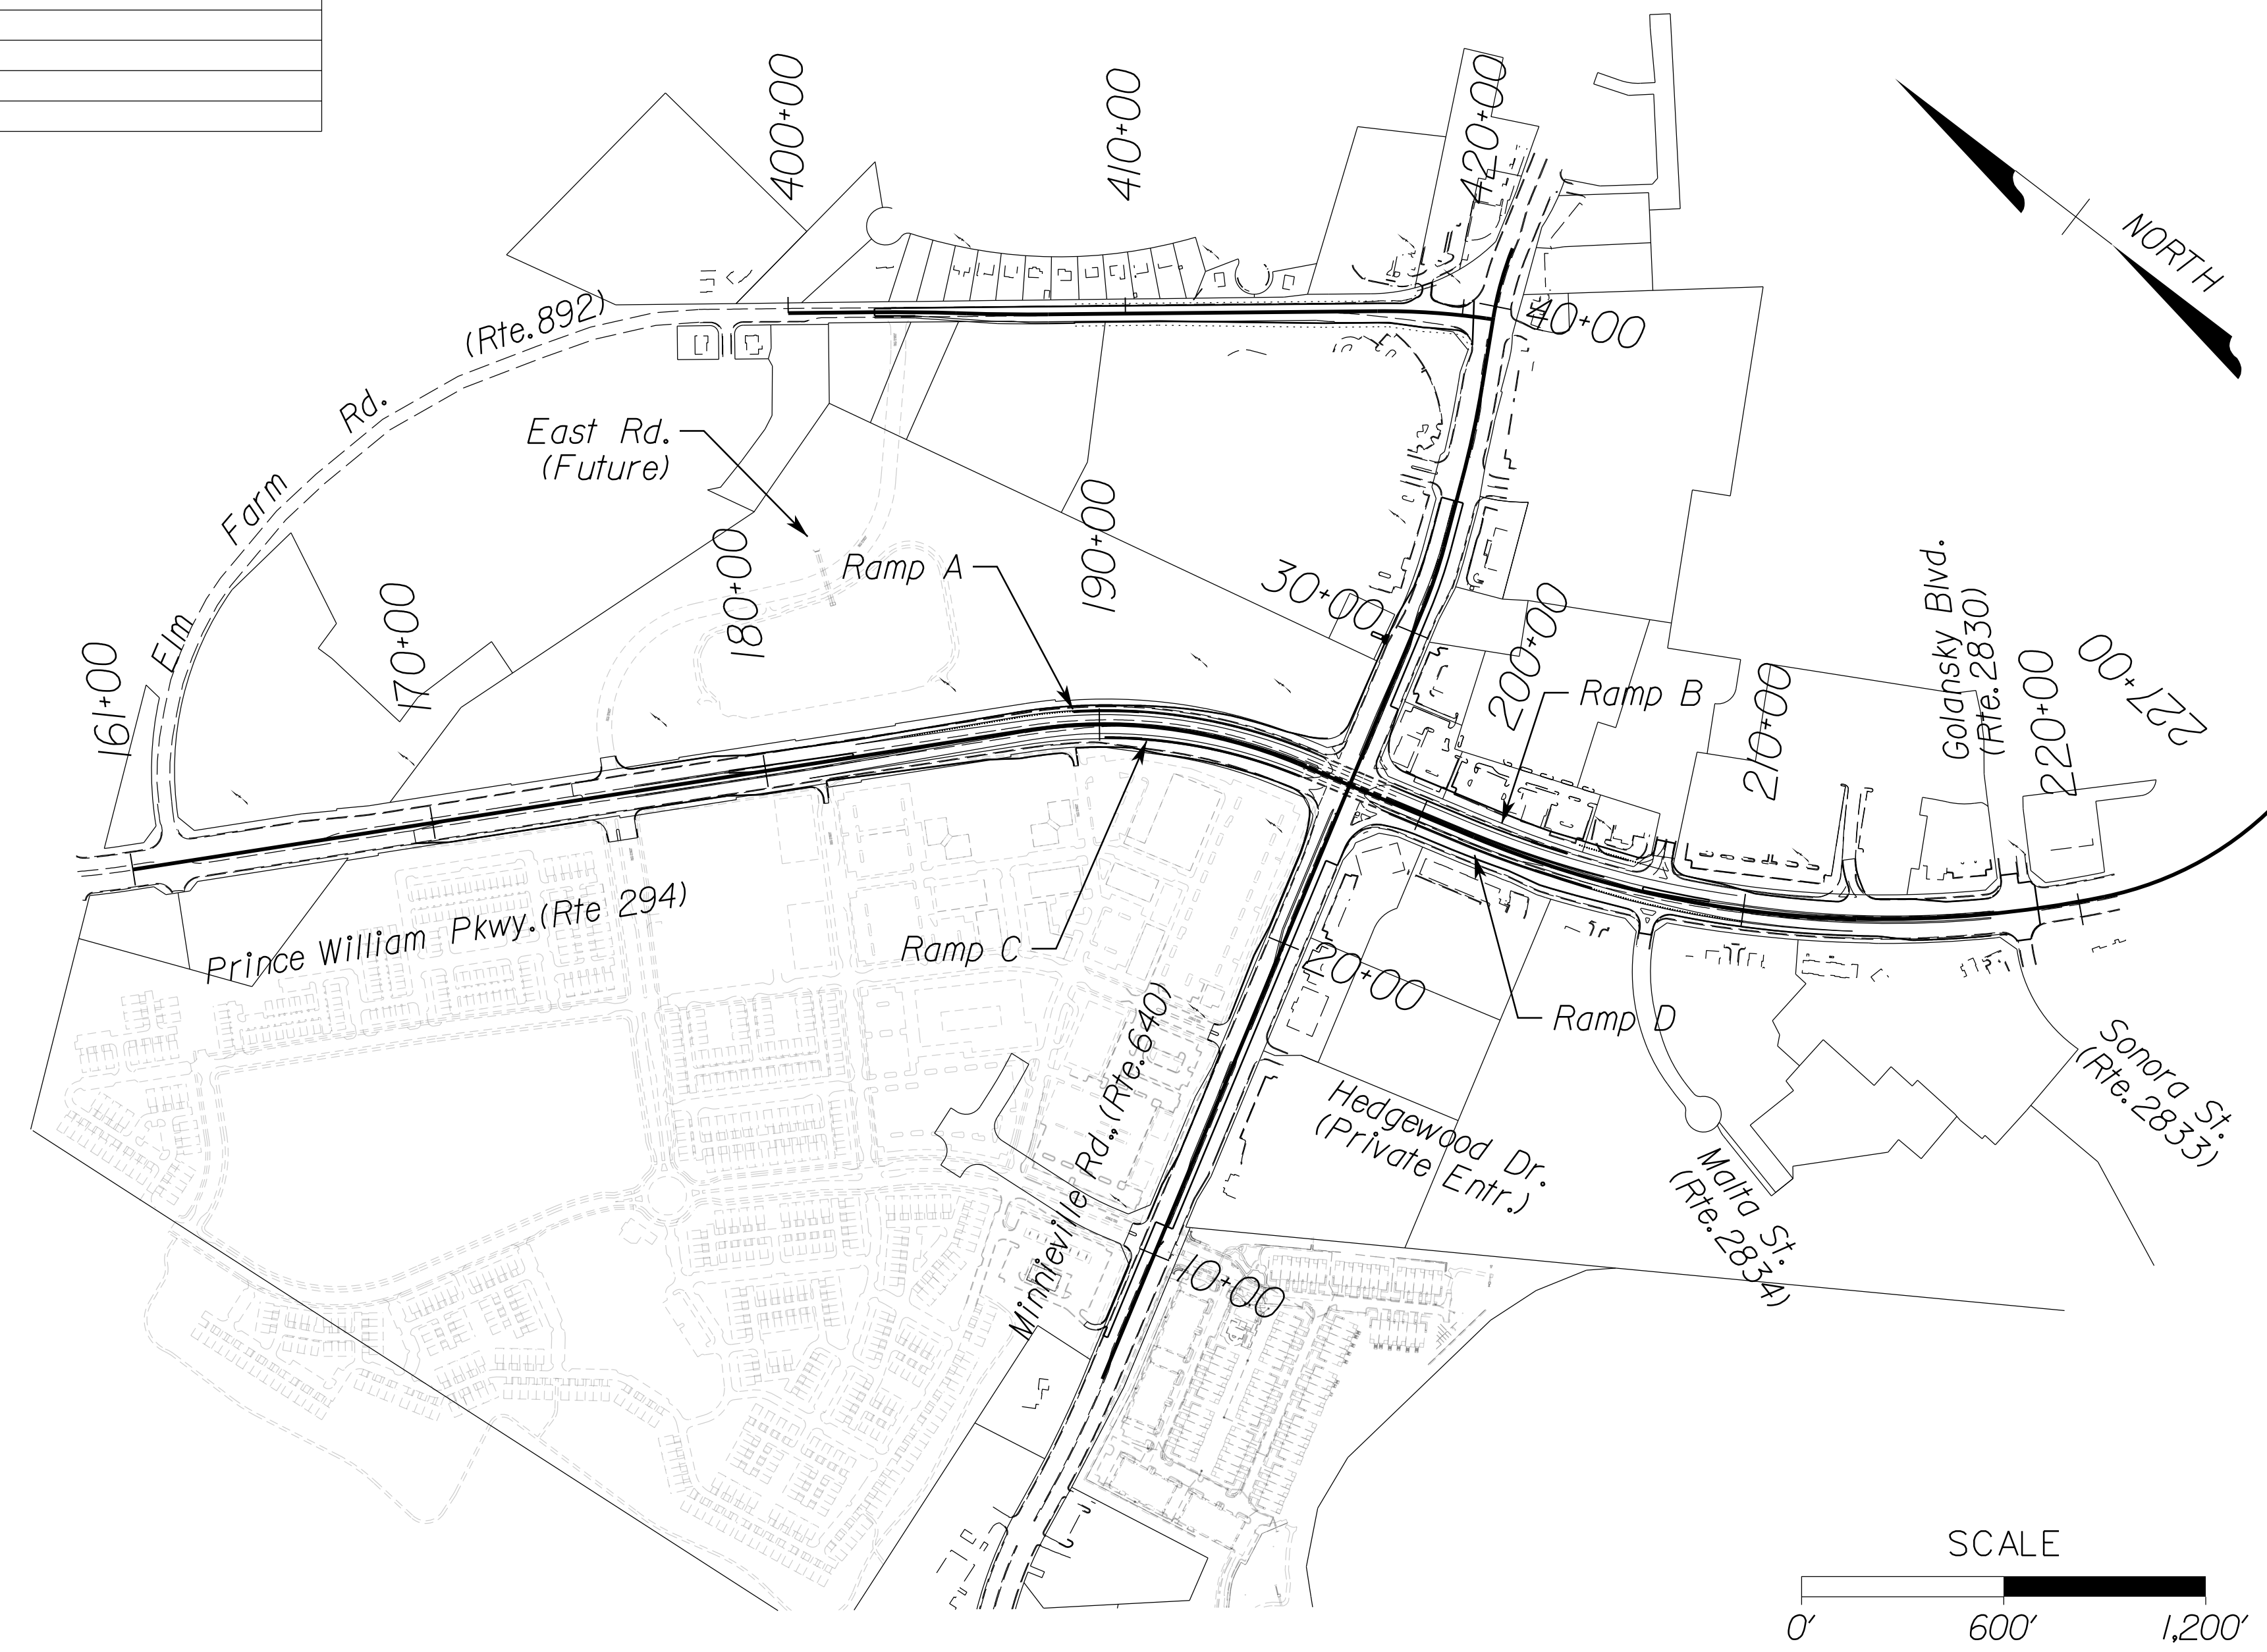 400+00
410+00
420+00
NORTH
(Rte.892)
40+00
Rd.
East Rd.
(Future)
Farm
190+00
180+00
Ramp A
30+00
Golansky Blvd.
(Rte.2830)
170+00
200+00
Elm
161+00
Ramp B
210+00
220+00
227+00
Prince William Pkwy.(Rte 294)
Ramp C
20+00
Ramp D
Minnieville Rd.,(Rte.640)
Hedgewood Dr.
(Private Entr.)
Sonora St.
(Rte.2833)
Malta St.
(Rte.2834)
10+00
SCALE
0' 600' 1,200'